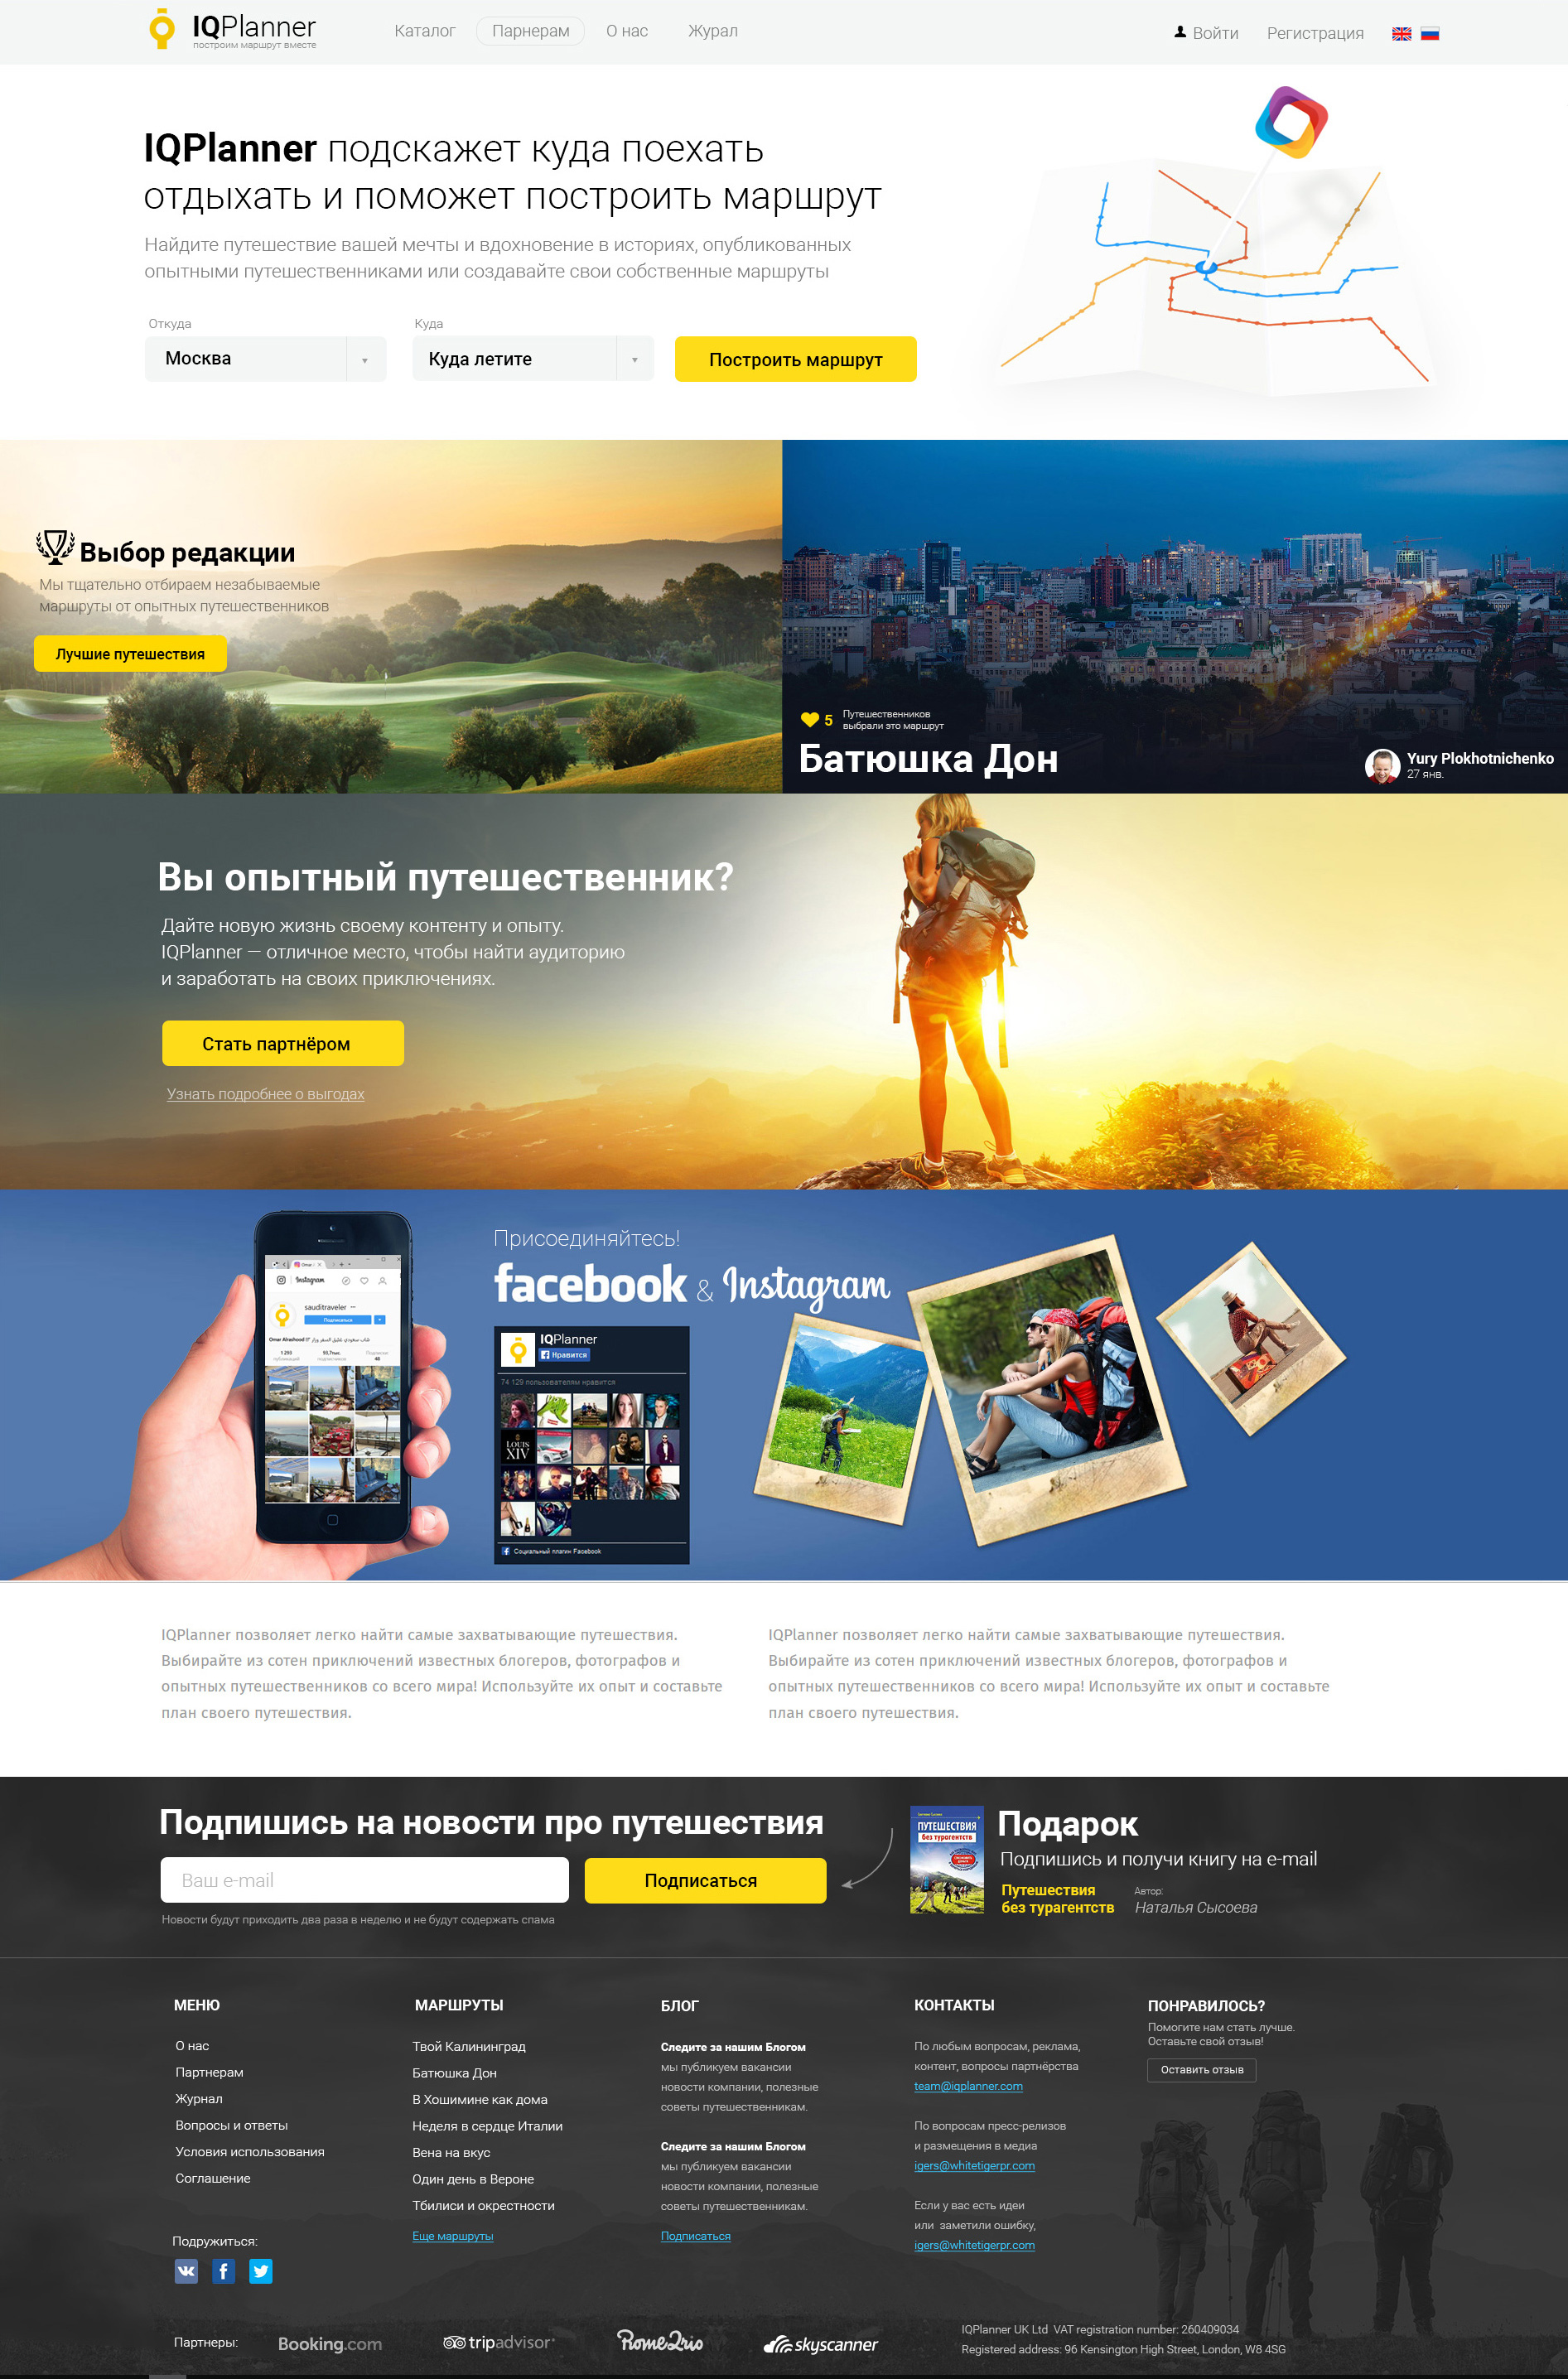 IQPlanner
построим маршрут вместе
Каталог
Парнерам
О нас
Журал
Войти
Регистрация
IQPlanner подскажет куда поехать
отдыхать и поможет построить маршрут
Найдите путешествие вашей мечты и вдохновение в историях, опубликованных
опытными путешественниками или создавайте свои собственные маршруты
Откуда
Москва
Куда
Куда летите
Построить маршрут
Выбор редакции
Мы тщательно отбираем незабываемые
маршруты от опытных путешественников
Лучшие путешествия
5
Путешественников
выбрали это маршрут
Батюшка Дон
Yury Plokhotnichenko
27 янв.
Вы опытный путешественник?
Дайте новую жизнь своему контенту и опыту.
IQPlanner — отличное место, чтобы найти аудиторию
и заработать на своих приключениях.
Стать партнёром
Узнать подробнее о выгодах
Instagram
sauditraveler
Подписаться
Присоединяйтесь!
facebook & Instagram
IQPlanner
Нравится
74 129 пользователям нравится
LOUIS
XIV
Социальный плагин Facebook
IQPlanner позволяет легко найти самые захватывающие путешествия.
Выбирайте из сотен приключений известных блогеров, фотографов и
опытных путешественников со всего мира! Используйте их опыт и составьте
план своего путешествия.
IQPlanner позволяет легко найти самые захватывающие путешествия.
Выбирайте из сотен приключений известных блогеров, фотографов и
опытных путешественников со всего мира! Используйте их опыт и составьте
план своего путешествия.
Подпишись на новости про путешествия
Ваш e-mail
Подписаться
Новости будут приходить два раза в неделю и не будут содержать спама
ПУТЕШЕСТВИЯ
без турагентств
Подарок
Подпишись и получи книгу на e-mail
Путешествия
без турагентств
Автор:
Наталья Сысоева
МЕНЮ
О нас
Партнерам
Журнал
Вопросы и ответы
Условия использования
Соглашение
Подружиться:
МАРШРУТЫ
Твой Калининград
Батюшка Дон
В Хошимине как дома
Неделя в сердце Италии
Вена на вкус
Один день в Вероне
Тбилиси и окрестности
Еще маршруты
БЛОГ
Следите за нашим Блогом
мы публикуем вакансии
новости компании, полезные
советы путешественникам.
Следите за нашим Блогом
мы публикуем вакансии
новости компании, полезные
советы путешественникам.
Подписаться
КОНТАКТЫ
По любым вопросам, реклама,
контент, вопросы партнёрства
team@iqplanner.com
По вопросам пресс-релизов
и размещения в медиа
igers@whitetigerpr.com
Если у вас есть идеи
или заметили ошибку,
igers@whitetigerpr.com
ПОНРАВИЛОСЬ?
Помогите нам стать лучше.
Оставьте свой отзыв!
Оставить отзыв
Партнеры:
Booking.com
tripadvisor
Rome2rio
skyscanner
IQPlanner UK Ltd VAT registration number: 260409034
Registered address: 96 Kensington High Street, London, W8 4SG